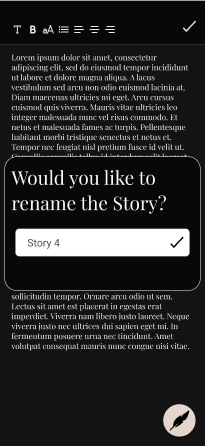 T B aA
Lorem ipsum dolor sit amet, consectetur
adipiscing elit, sed do eiusmod tempor incididunt
ut labore et dolore magna aliqua. A lacus
vestibulum sed arcu non odio euismod lacinia at.
Diam maecenas ultricies mi eget. Arcu cursus
euismod quis viverra. Mauris vitae ultricies leo
integer malesuada nunc vel risus commodo. Et
netus et malesuada fames ac turpis. Pellentesque
habitant morbi tristique senectus et netus et.
Tempor nec feugiat nisl pretium fusce id velit ut.
Would you like to
rename the Story?
Story 4
sollicitudin tempor. Ornare arcu odio ut sem.
Lectus sit amet est placerat in egestas erat
imperdiet. Viverra nam libero justo laoreet. Neque
viverra justo nec ultrices dui sapien eget mi. In
fermentum posuere urna nec tincidunt. Amet
volutpat consequat mauris nunc congue nisi vitae.